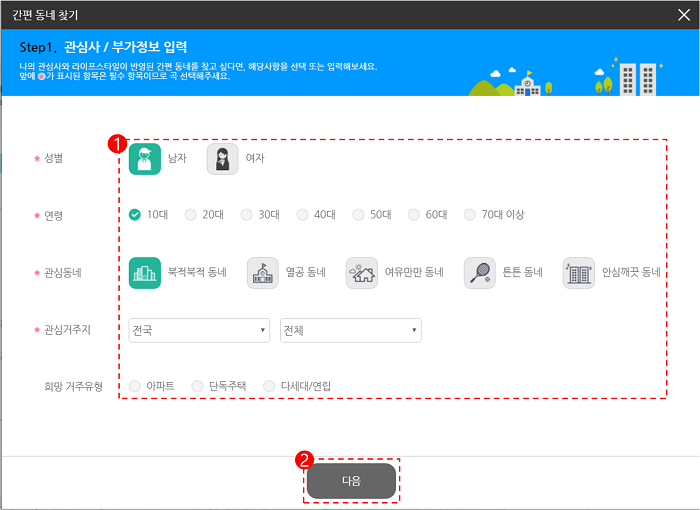 간편 동네 찾기
Step1. 관심사 / 부가정보 입력
나의 관심사와 라이프스타일이 반영된 간편 동네를 찾고 싶다면, 해당사항을 선택 또는 입력해보세요.
앞에 가 표시된 항목은 필수 항목이므로 꼭 선택해주세요.
1
* 성별 남자 여자
* 연령 10대 20대 30대 40대 50대 60대 70대 이상
* 관심동네 북적북적 동네 열공 동네 여유만만 동네 튼튼 동네 안심깨끗 동네
* 관심거주지 전국 전체
희망 거주유형 아파트 단독주택 다세대/연립
2
다음